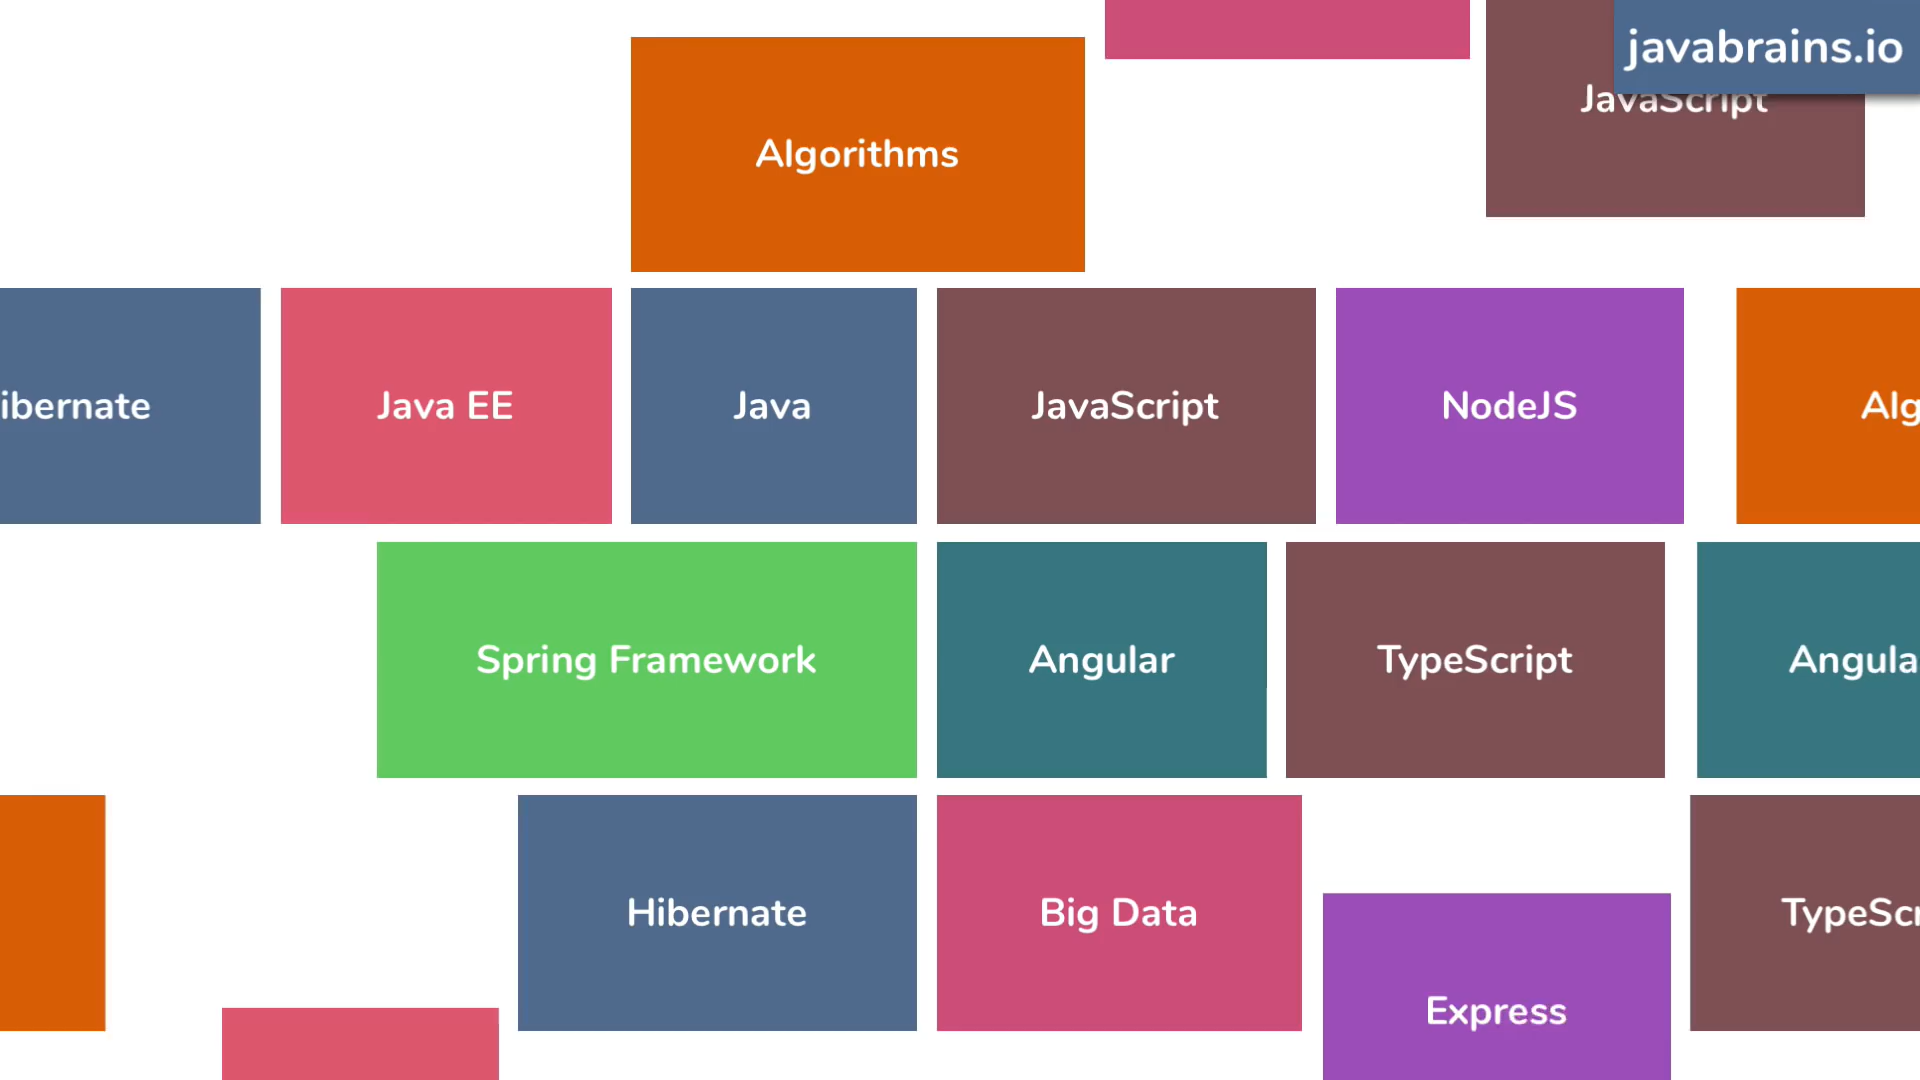 javabrains.io
JavaScript
Algorithms
ibernate
Java EE
Java
JavaScript
NodeJS
Alg
Spring Framework
Angular
TypeScript
Angula
Hibernate
Big Data
TypeScr
Express